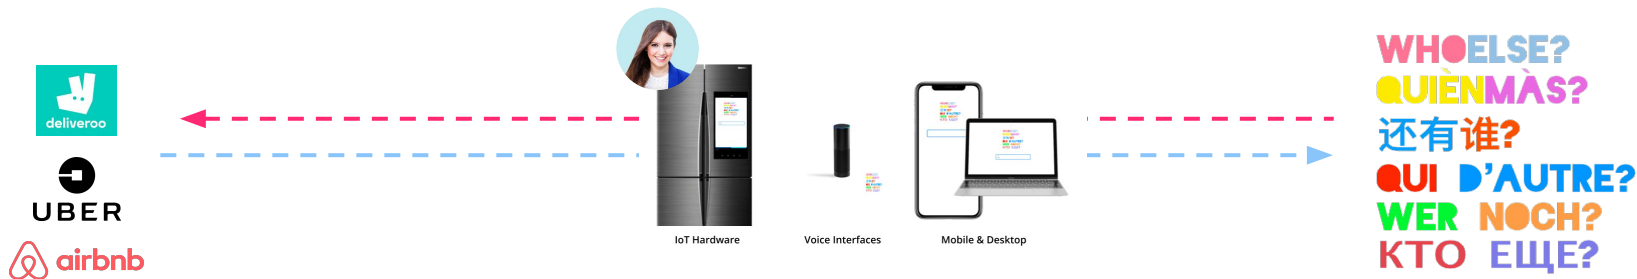 deliveroo
UBER
airbnb
IoT Hardware
Voice Interfaces
Mobile & Desktop
WHOELSE?
QUIÈNMÀS?
还有谁?
QUI D'AUTRE?
WER NOCH?
КТО ЕЩЕ?